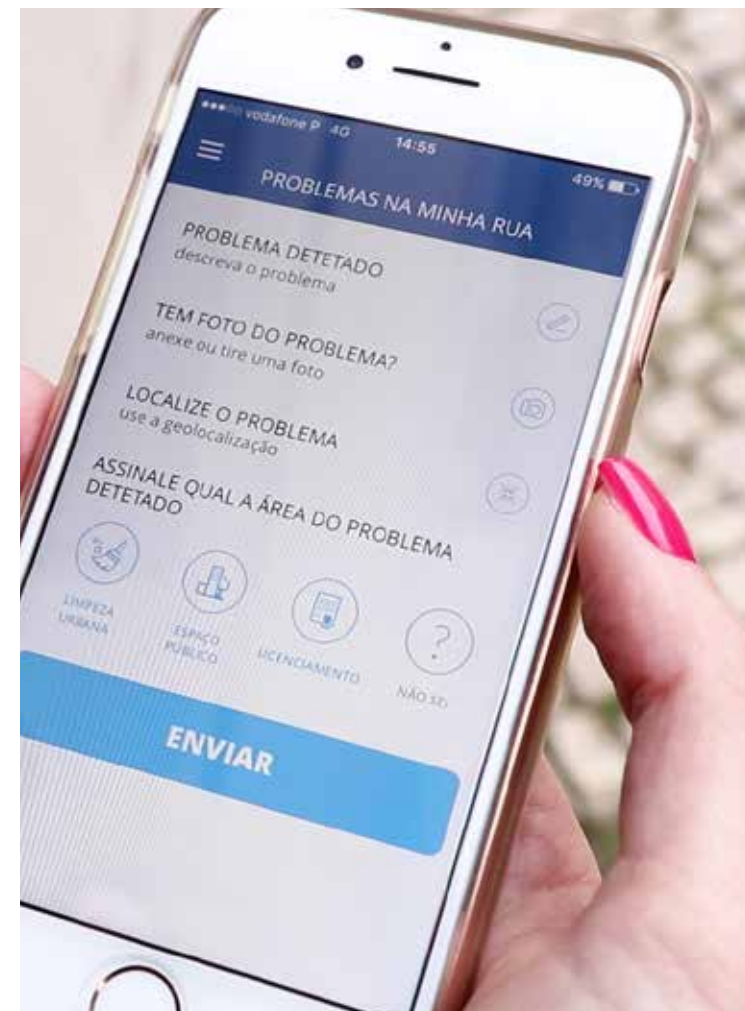 vodafone P 4G 14:55 49%
PROBLEMAS NA MINHA RUA
PROBLEMA DETETADO
descreva o problema
TEM FOTO DO PROBLEMA?
anexe ou tire uma foto
LOCALIZE O PROBLEMA
use a geolocalização
ASSINALE QUAL A ÁREA DO PROBLEMA
DETETADO
LIMPEZA
URBANA
ESPAÇO
PÚBLICO
LICENCIAMENTO
?
NÃO SEI
ENVIAR